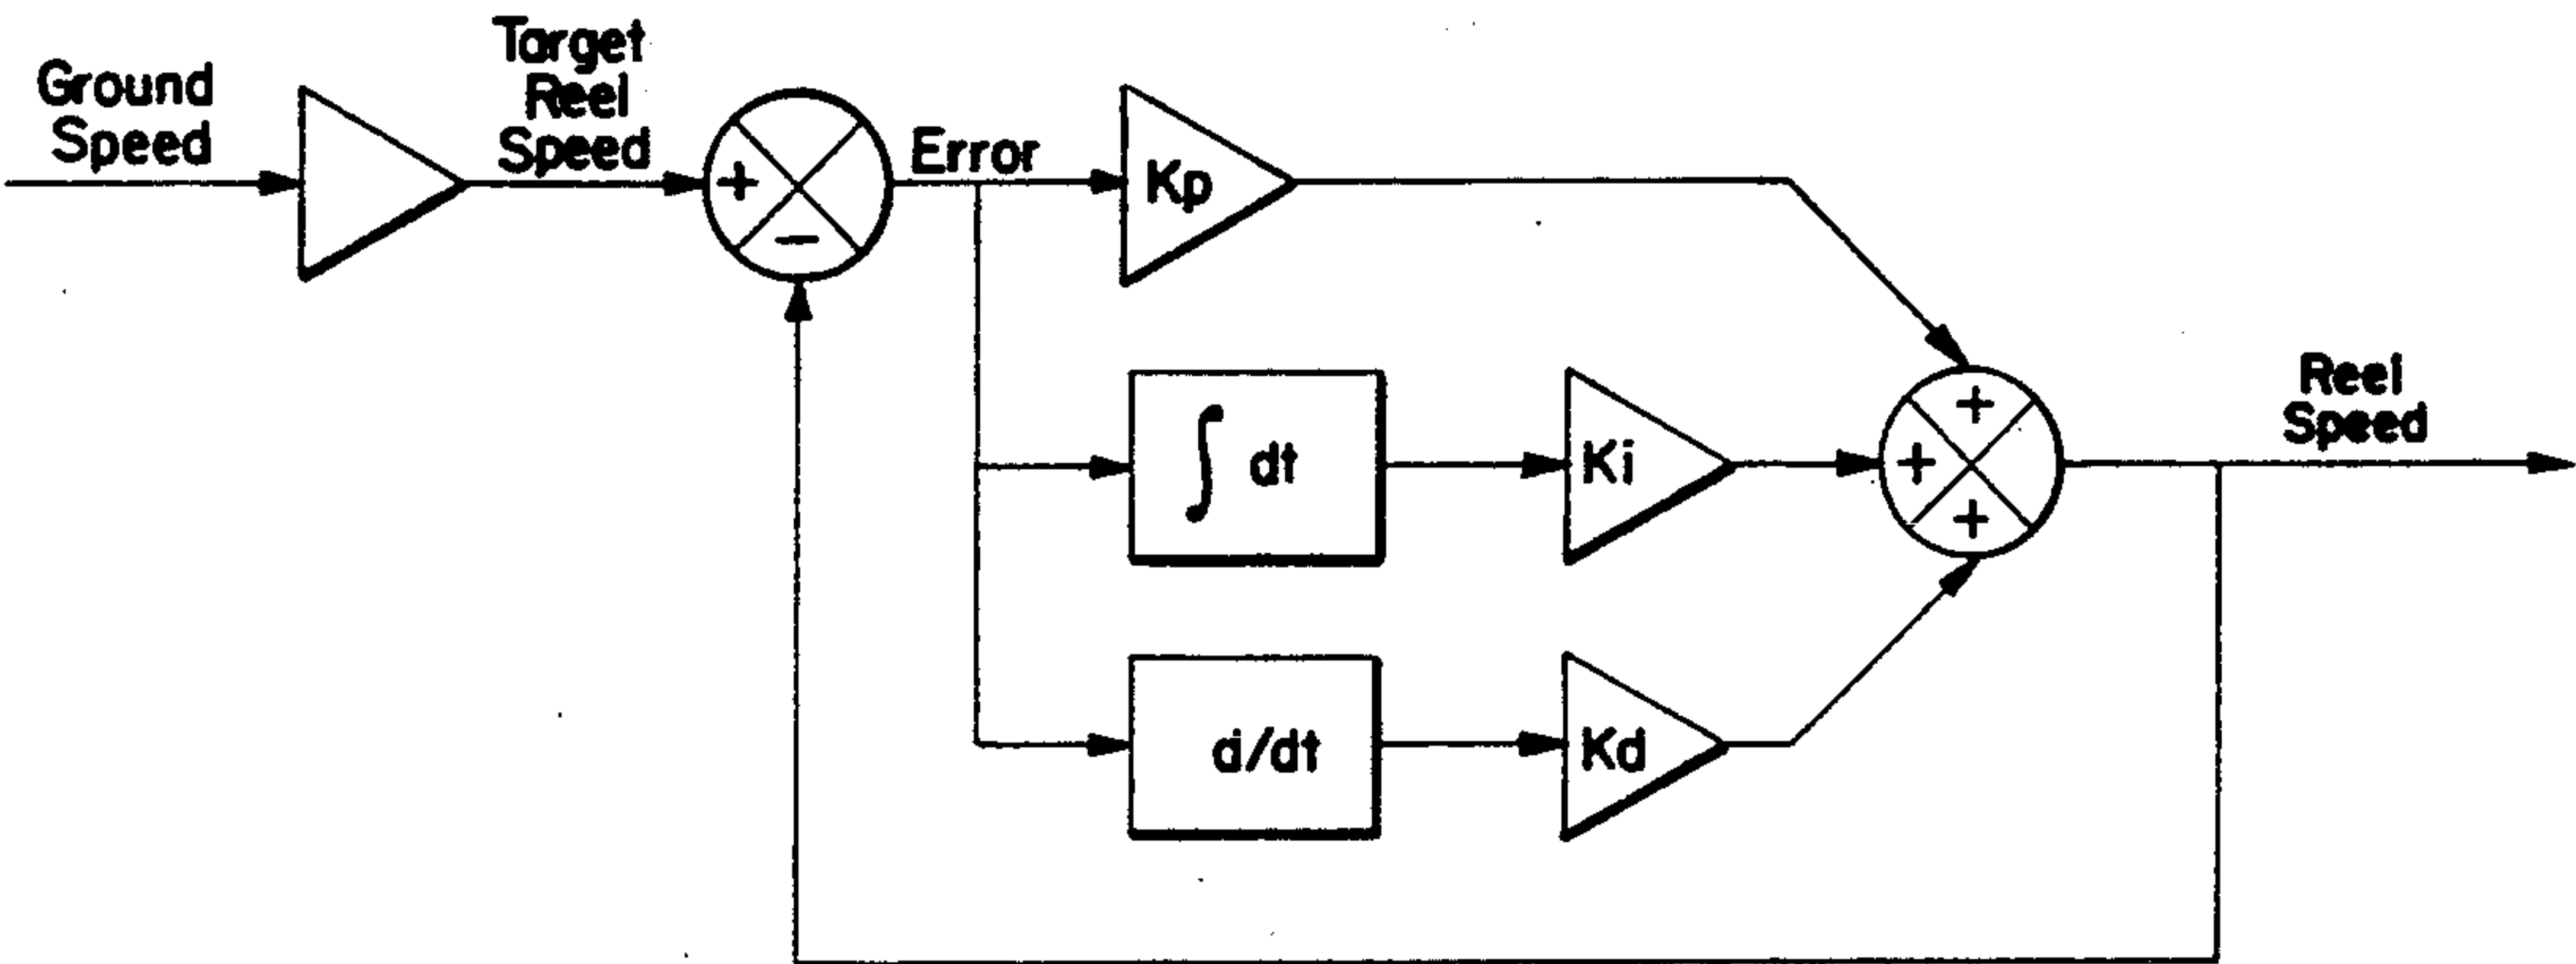 Ground
Speed
Target
Reel
Speed
+
−
Error
Kp
∫ dt
Ki
d/dt
Kd
+
+
+
Reel
Speed